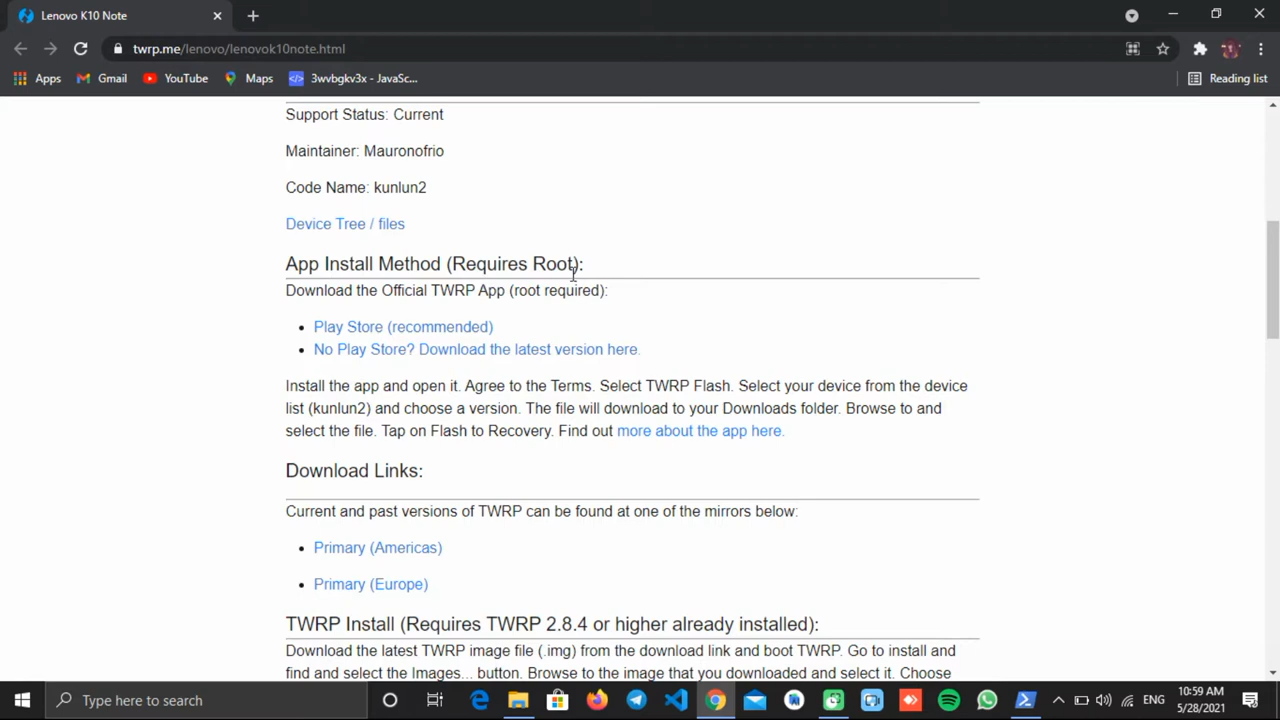 Lenovo K10 Note
twrp.me/lenovo/lenovok10note.html
Apps Gmail YouTube Maps 3wvbgkv3x - JavaSc... Reading list
Support Status: Current
Maintainer: Mauronofrio
Code Name: kunlun2
Device Tree / files
App Install Method (Requires Root):
Download the Official TWRP App (root required):
• Play Store (recommended)
• No Play Store? Download the latest version here.
Install the app and open it. Agree to the Terms. Select TWRP Flash. Select your device from the device
list (kunlun2) and choose a version. The file will download to your Downloads folder. Browse to and
select the file. Tap on Flash to Recovery. Find out more about the app here.
Download Links:
Current and past versions of TWRP can be found at one of the mirrors below:
• Primary (Americas)
• Primary (Europe)
TWRP Install (Requires TWRP 2.8.4 or higher already installed):
Download the latest TWRP image file (.img) from the download link and boot TWRP. Go to install and
find and select the Images... button. Browse to the image that you downloaded and select it. Choose
Type here to search
ENG
10:59 AM
5/28/2021